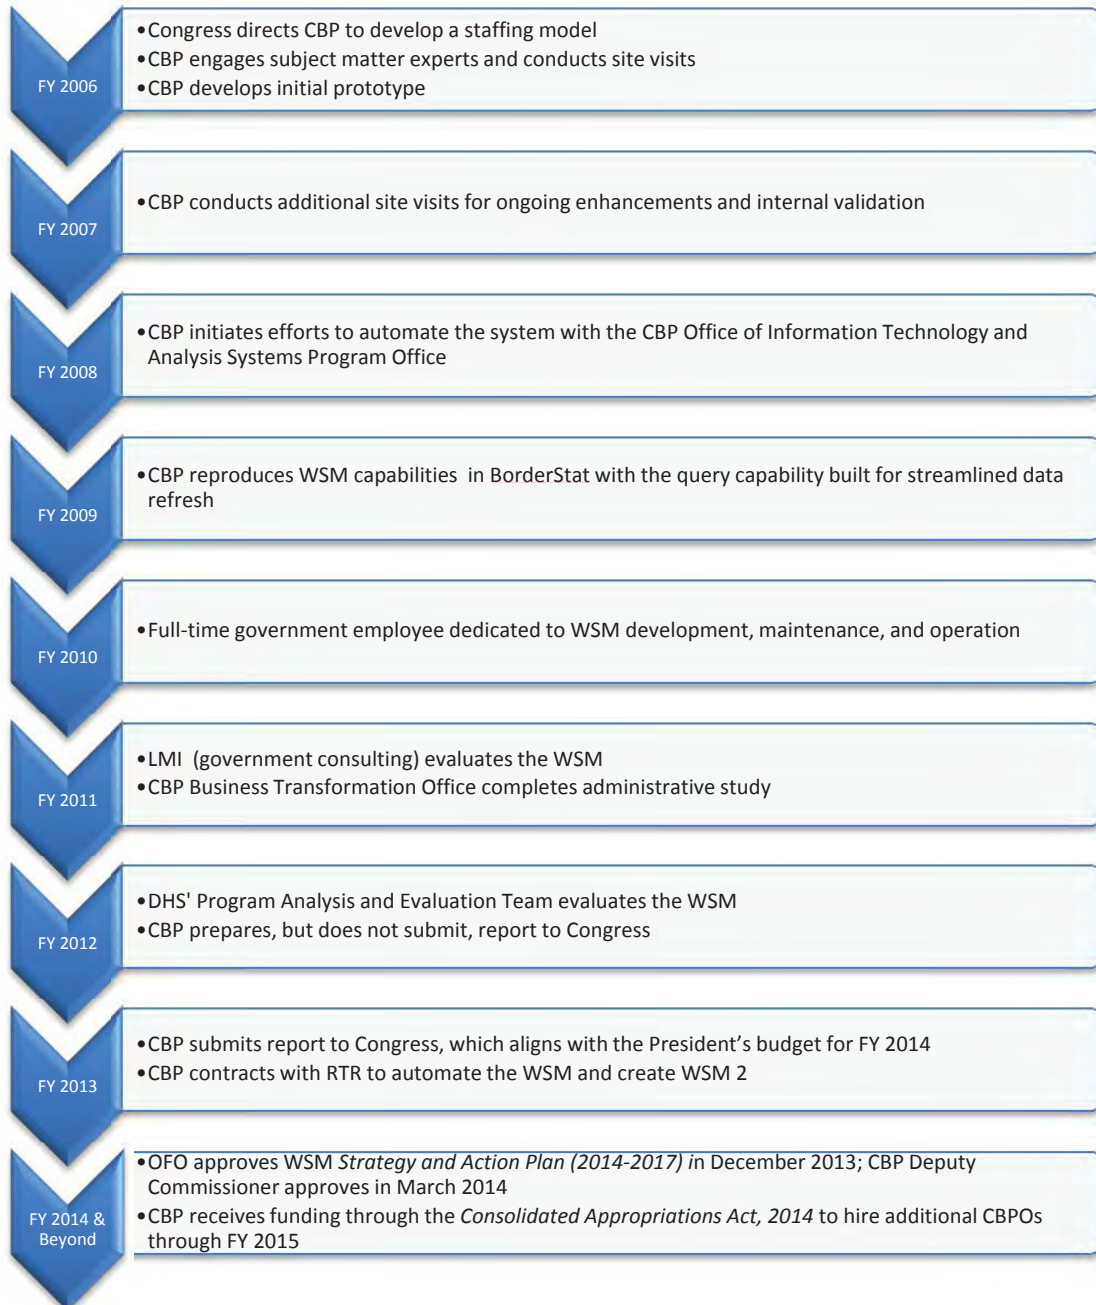 FY 2006
•Congress directs CBP to develop a staffing model
•CBP engages subject matter experts and conducts site visits
•CBP develops initial prototype
FY 2007
•CBP conducts additional site visits for ongoing enhancements and internal validation
FY 2008
•CBP initiates efforts to automate the system with the CBP Office of Information Technology and
Analysis Systems Program Office
FY 2009
•CBP reproduces WSM capabilities in BorderStat with the query capability built for streamlined data
refresh
FY 2010
•Full-time government employee dedicated to WSM development, maintenance, and operation
FY 2011
•LMI (government consulting) evaluates the WSM
•CBP Business Transformation Office completes administrative study
FY 2012
•DHS' Program Analysis and Evaluation Team evaluates the WSM
•CBP prepares, but does not submit, report to Congress
FY 2013
•CBP submits report to Congress, which aligns with the President’s budget for FY 2014
•CBP contracts with RTR to automate the WSM and create WSM 2
FY 2014 &
Beyond
•OFO approves WSM Strategy and Action Plan (2014-2017) in December 2013; CBP Deputy
Commissioner approves in March 2014
•CBP receives funding through the Consolidated Appropriations Act, 2014 to hire additional CBPOs
through FY 2015